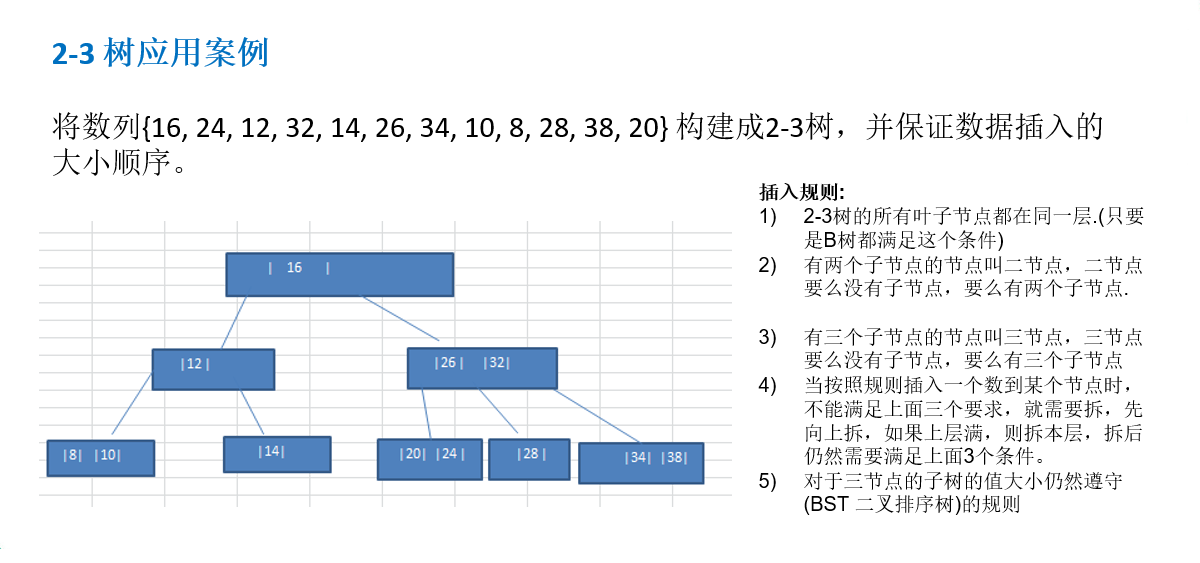 2-3 树应用案例
将数列{16, 24, 12, 32, 14, 26, 34, 10, 8, 28, 38, 20} 构建成2-3树，并保证数据插入的
大小顺序。
插入规则:
1) 2-3树的所有叶子节点都在同一层.(只要
是B树都满足这个条件)
2) 有两个子节点的节点叫二节点，二节点
要么没有子节点，要么有两个子节点.
3) 有三个子节点的节点叫三节点，三节点
要么没有子节点，要么有三个子节点
4) 当按照规则插入一个数到某个节点时，
不能满足上面三个要求，就需要拆，先
向上拆，如果上层满，则拆本层，拆后
仍然需要满足上面3个条件。
5) 对于三节点的子树的值大小仍然遵守
(BST 二叉排序树)的规则
| 16 |
|12 |
|26 | |32|
|8| |10|
|14|
|20| |24 |
|28 |
|34| |38|